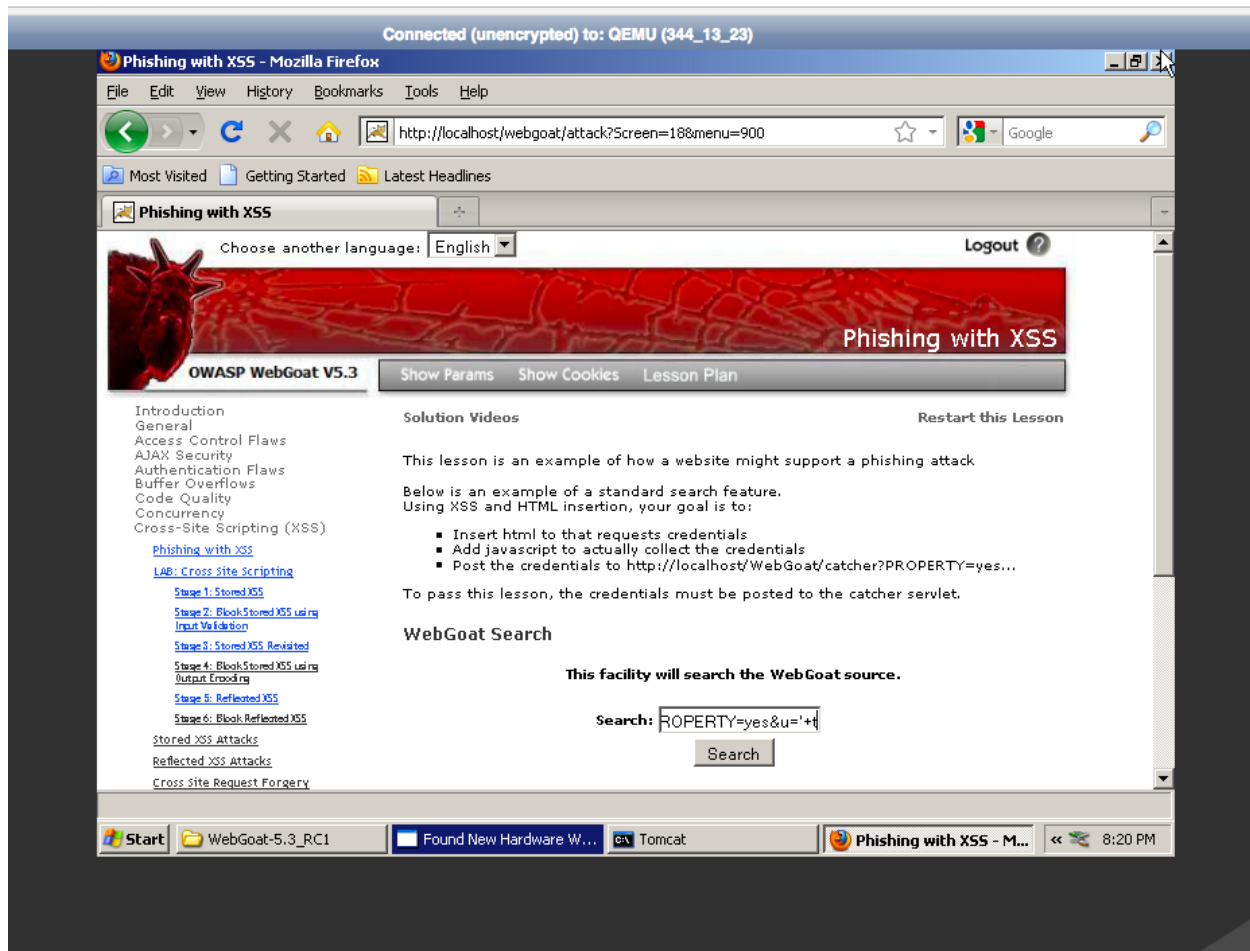 Connected (unencrypted) to: QEMU (344_13_23)
Phishing with XSS - Mozilla Firefox
File Edit View History Bookmarks Tools Help
http://localhost/webgoat/attack?Screen=18&menu=900
Google
Most Visited Getting Started Latest Headlines
Phishing with XSS
Choose another language: English
Logout ?
Phishing with XSS
OWASP WebGoat V5.3
Show Params Show Cookies Lesson Plan
Introduction
General
Access Control Flaws
AJAX Security
Authentication Flaws
Buffer Overflows
Code Quality
Concurrency
Cross-Site Scripting (XSS)
Phishing with XSS
LAB: Cross Site Scripting
Stage 1: Stored XSS
Stage 2: Block Stored XSS using
Input Validation
Stage 3: Stored XSS Revisited
Stage 4: Block Stored XSS using
Output Encoding
Stage 5: Reflected XSS
Stage 6: Block Reflected XSS
Stored XSS Attacks
Reflected XSS Attacks
Cross Site Request Forgery
Solution Videos
Restart this Lesson
This lesson is an example of how a website might support a phishing attack
Below is an example of a standard search feature.
Using XSS and HTML insertion, your goal is to:
Insert html to that requests credentials
Add javascript to actually collect the credentials
Post the credentials to http://localhost/WebGoat/catcher?PROPERTY=yes...
To pass this lesson, the credentials must be posted to the catcher servlet.
WebGoat Search
This facility will search the WebGoat source.
Search: ROPERTY=yes&u='+t
Search
Start WebGoat-5.3_RC1 Found New Hardware W... Tomcat Phishing with XSS - M... « 8:20 PM